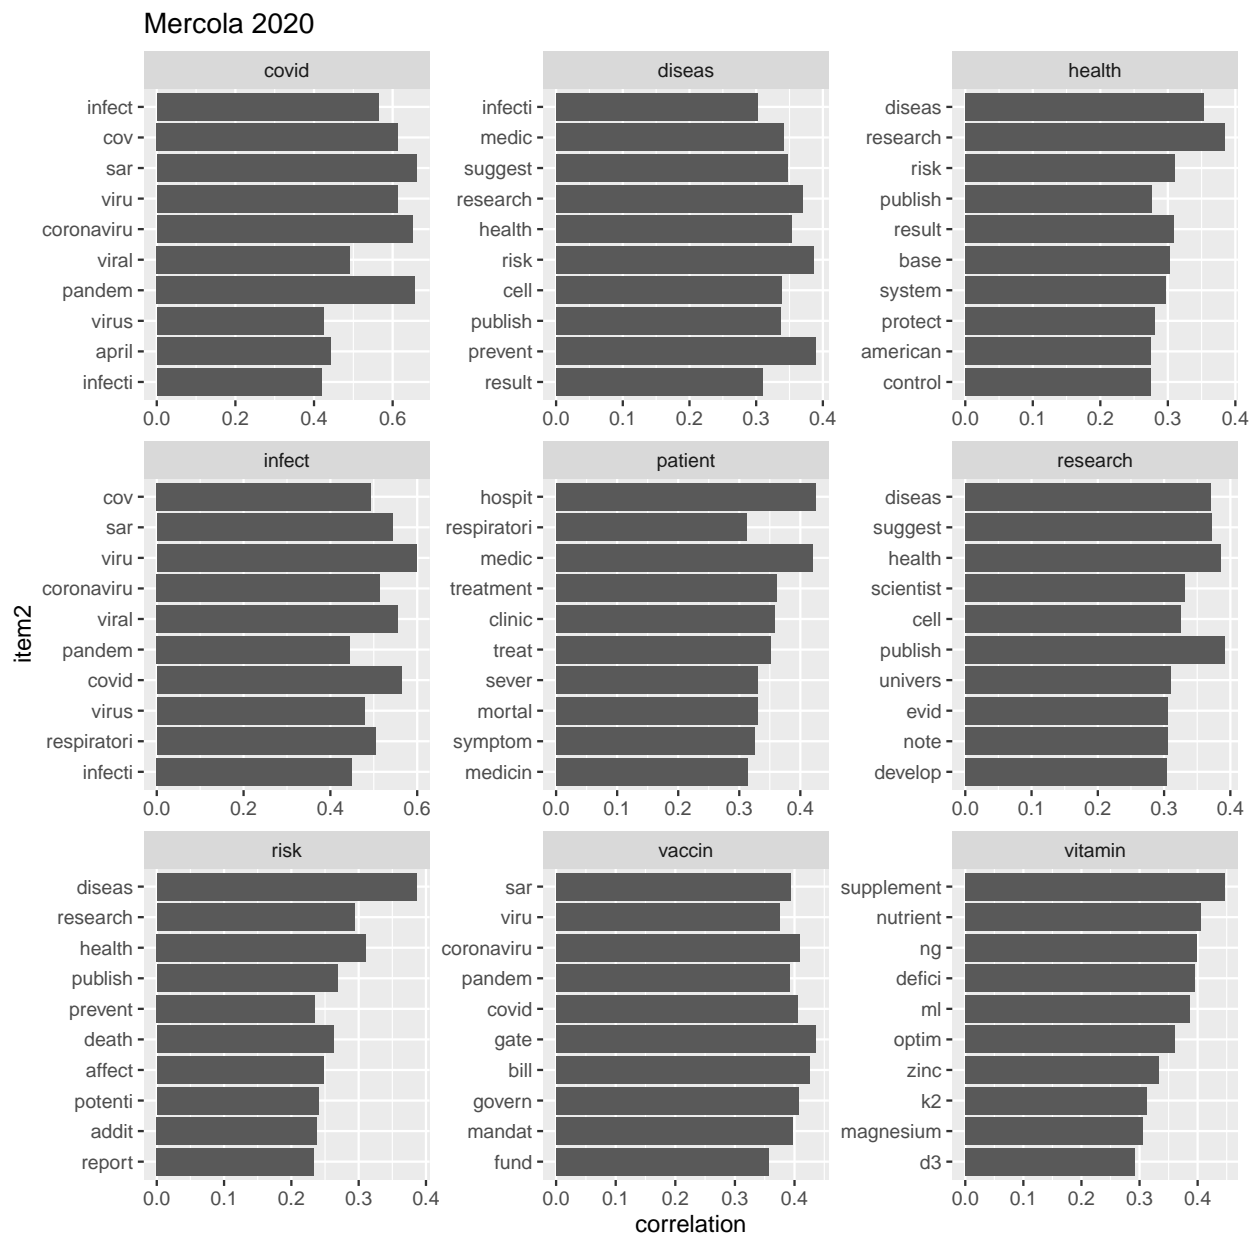 Mercola 2020
covid
infect
cov
sar
viru
coronaviru
viral
pandem
virus
april
infecti
0.0 0.2 0.4 0.6
diseas
infecti
medic
suggest
research
health
risk
cell
publish
prevent
result
0.0 0.1 0.2 0.3 0.4
health
diseas
research
risk
publish
result
base
system
protect
american
control
0.0 0.1 0.2 0.3 0.4
infect
cov
sar
viru
coronaviru
viral
pandem
covid
virus
respiratori
infecti
0.0 0.2 0.4 0.6
patient
hospit
respiratori
medic
treatment
clinic
treat
sever
mortal
symptom
medicin
0.0 0.1 0.2 0.3 0.4
research
diseas
suggest
health
scientist
cell
publish
univers
evid
note
develop
0.0 0.1 0.2 0.3 0.4
risk
diseas
research
health
publish
prevent
death
affect
potenti
addit
report
0.0 0.1 0.2 0.3 0.4
vaccin
sar
viru
coronaviru
pandem
covid
gate
bill
govern
mandat
fund
0.0 0.1 0.2 0.3 0.4
vitamin
supplement
nutrient
ng
defici
ml
optim
zinc
k2
magnesium
d3
0.0 0.1 0.2 0.3 0.4
item2
correlation